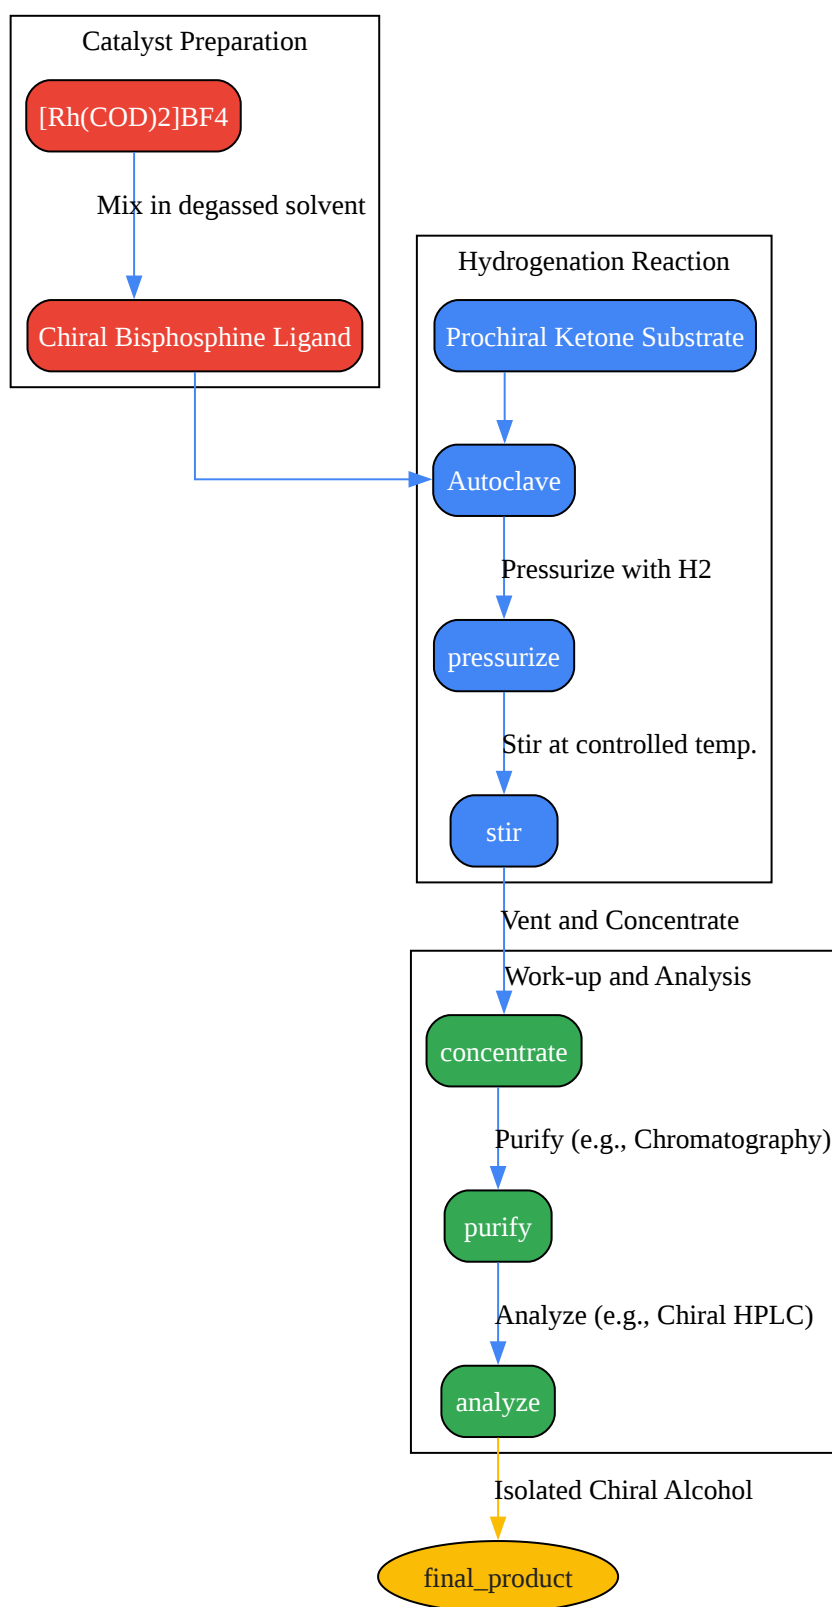 Catalyst Preparation
[Rh(COD)2]BF4
Mix in degassed solvent
Chiral Bisphosphine Ligand
Hydrogenation Reaction
Prochiral Ketone Substrate
Autoclave
Pressurize with H2
pressurize
Stir at controlled temp.
stir
Vent and Concentrate
Work-up and Analysis
concentrate
Purify (e.g., Chromatography)
purify
Analyze (e.g., Chiral HPLC)
analyze
Isolated Chiral Alcohol
final_product